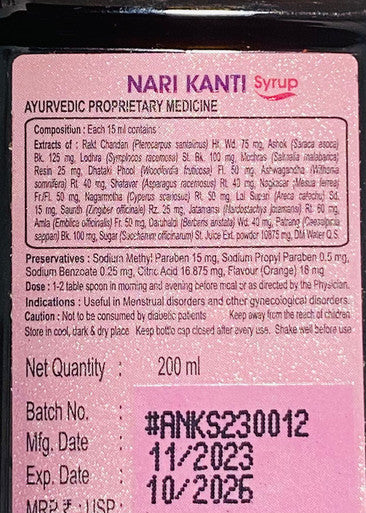 NARI KANTI Syrup
AYURVEDIC PROPRIETARY MEDICINE
Composition : Each 15 ml contains :
Extracts of : Rakt Chandan (Pterocarpus santalinus) Ht. Wd. 75 mg, Ashok (Saraca asoca)
Bk. 125 mg, Lodhra (Symplocos racemosa) St. Bk. 100 mg, Mochras (Salmalia malabarica)
Resin 25 mg, Dhataki Phool (Woodfordia fruticosa) Fl. 50 mg, Ashwagandha (Withania
somnifera) Rt. 40 mg, Shatavar (Asparagus racemosus) Rt. 40 mg, Nagkasar (Mesua ferrea)
Fr/Fl. 50 mg, Nagarmotha (Cyperus scariosus) Rt. 50 mg, Lal Supari (Areca catechu) Sd.
15 mg, Saunth (Zingiber officinale) Rz. 25 mg, Jatamansi (Nardostachya jatamansi) Rt. 60 mg,
Amla (Emblica officinalis) Fr. 50 mg, Daruhaldi (Berberis aristata) Wd. 40 mg, Patrang (Caesalpinia
sappan) Bk. 100 mg, Sugar (Saccharum officinarum) St. Juice Ext. powder 10875 mg, DM Water Q.S.
Preservatives : Sodium Methyl Paraben 15 mg, Sodium Propyl Paraben 0.5 mg,
Sodium Benzoate 0.25 mg, Citric Acid 16.875 mg, Flavour (Orange) 16 mg
Dose : 1-2 table spoon in morning and evening before meal or as directed by the Physician.
Indications : Useful in Menstrual disorders and other gynecological disorders.
Caution : Not to be consumed by diabetic patients Keep away from the reach of children
Store in cool, dark & dry place Keep bottle cap closed after every use. Shake well before use
Net Quantity : 200 ml
Batch No. : #ANKS230012
Mfg. Date : 11/2023
Exp. Date : 10/2026
MRP ₹ : USP :